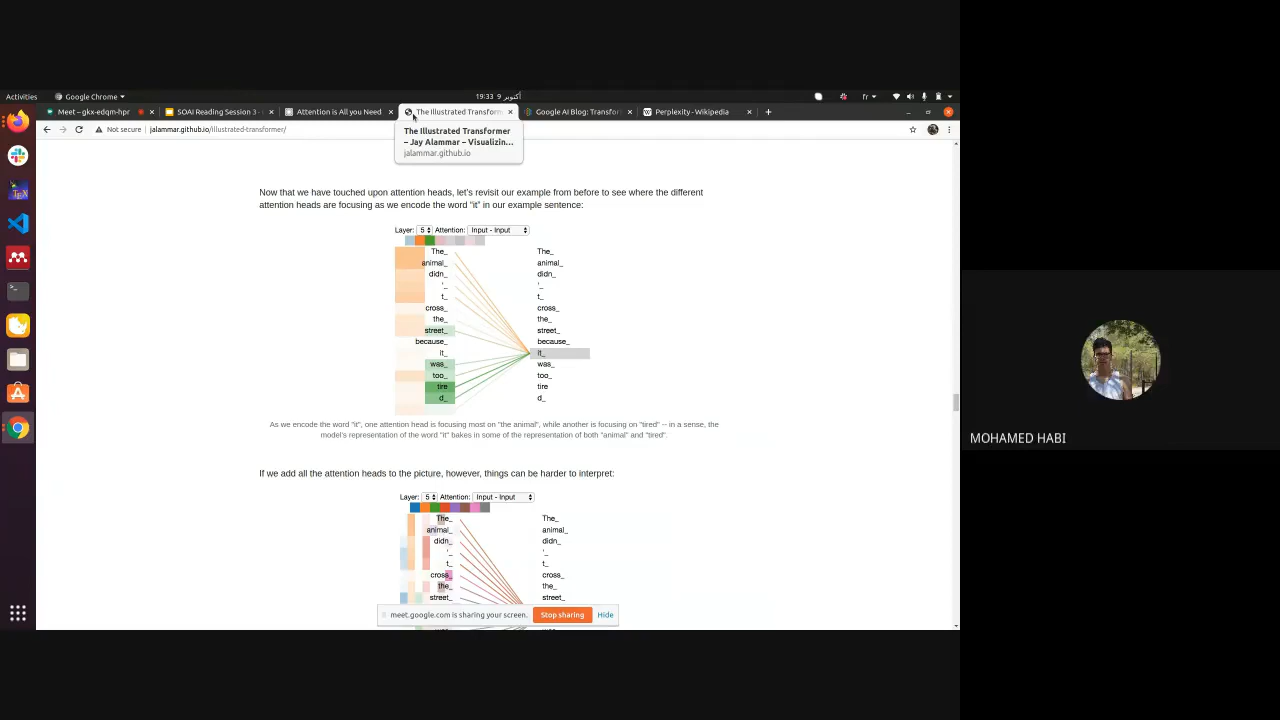 Activities
Google Chrome
19:33 9 أكتوبر
fr
Meet – gkx-edqm-hpr
SOAI Reading Session 3 -
Attention is All you Need
The Illustrated Transform
Google AI Blog: Transfor
Perplexity - Wikipedia
Not secure
jalammar.github.io/illustrated-transformer/
The Illustrated Transformer
– Jay Alammar – Visualizin...
jalammar.github.io
Now that we have touched upon attention heads, let's revisit our example from before to see where the different
attention heads are focusing as we encode the word "it" in our example sentence:
Layer: 5 Attention: Input - Input
The_ The_
animal_ animal_
didn_ didn_
'_ '_
t_ t_
cross_ cross_
the_ the_
street_ street_
because_ because_
it_ it_
was_ was_
too_ too_
tire tire
d_ d_
As we encode the word "it", one attention head is focusing most on "the animal", while another is focusing on "tired" -- in a sense, the
model's representation of the word "it" bakes in some of the representation of both "animal" and "tired".
If we add all the attention heads to the picture, however, things can be harder to interpret:
Layer: 5 Attention: Input - Input
The_ The_
animal_ animal_
didn_ didn_
'_ '_
t_ t_
cross_ cross_
the_ the_
street_ street_
meet.google.com is sharing your screen.
Stop sharing
Hide
MOHAMED HABI